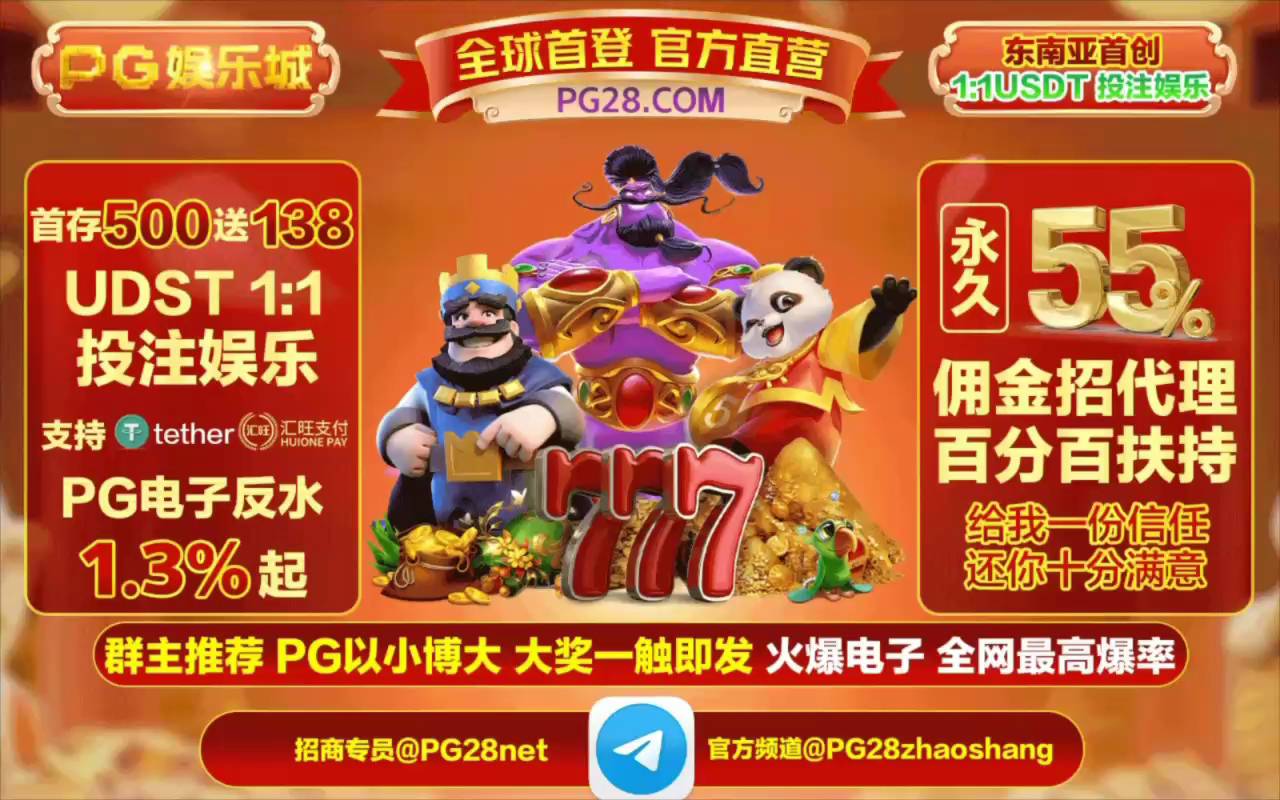 PG娱乐城
全球首登 官方直营
PG28.COM
东南亚首创
1:1USDT 投注娱乐
首存500送138
UDST 1:1
投注娱乐
支持 tether 汇旺 汇旺支付
HUIONE PAY
PG电子反水
1.3%起
777
永久 55%
佣金招代理
百分百扶持
给我一份信任
还你十分满意
群主推荐 PG以小博大 大奖一触即发 火爆电子 全网最高爆率
招商专员@PG28net
官方频道@PG28zhaoshang